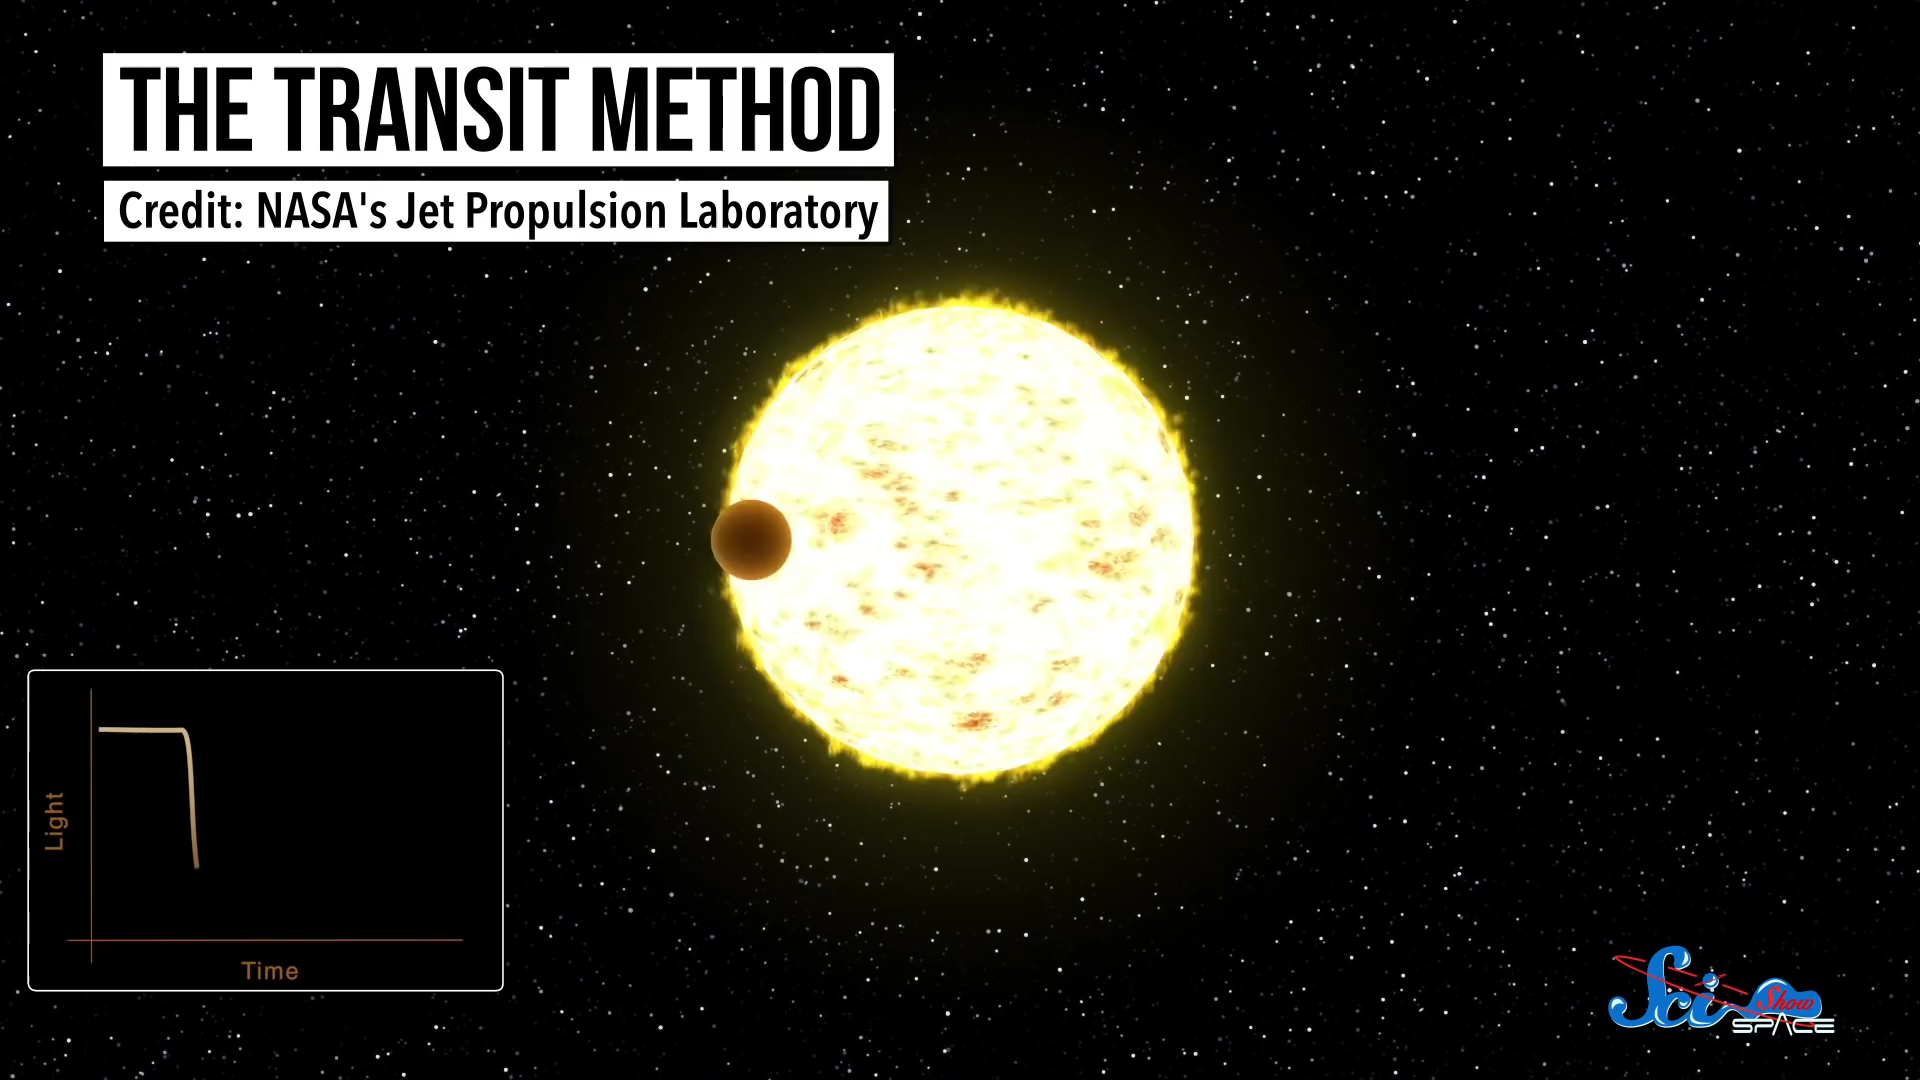 THE TRANSIT METHOD
Credit: NASA's Jet Propulsion Laboratory
Light
Time
Sci Show
SPACE